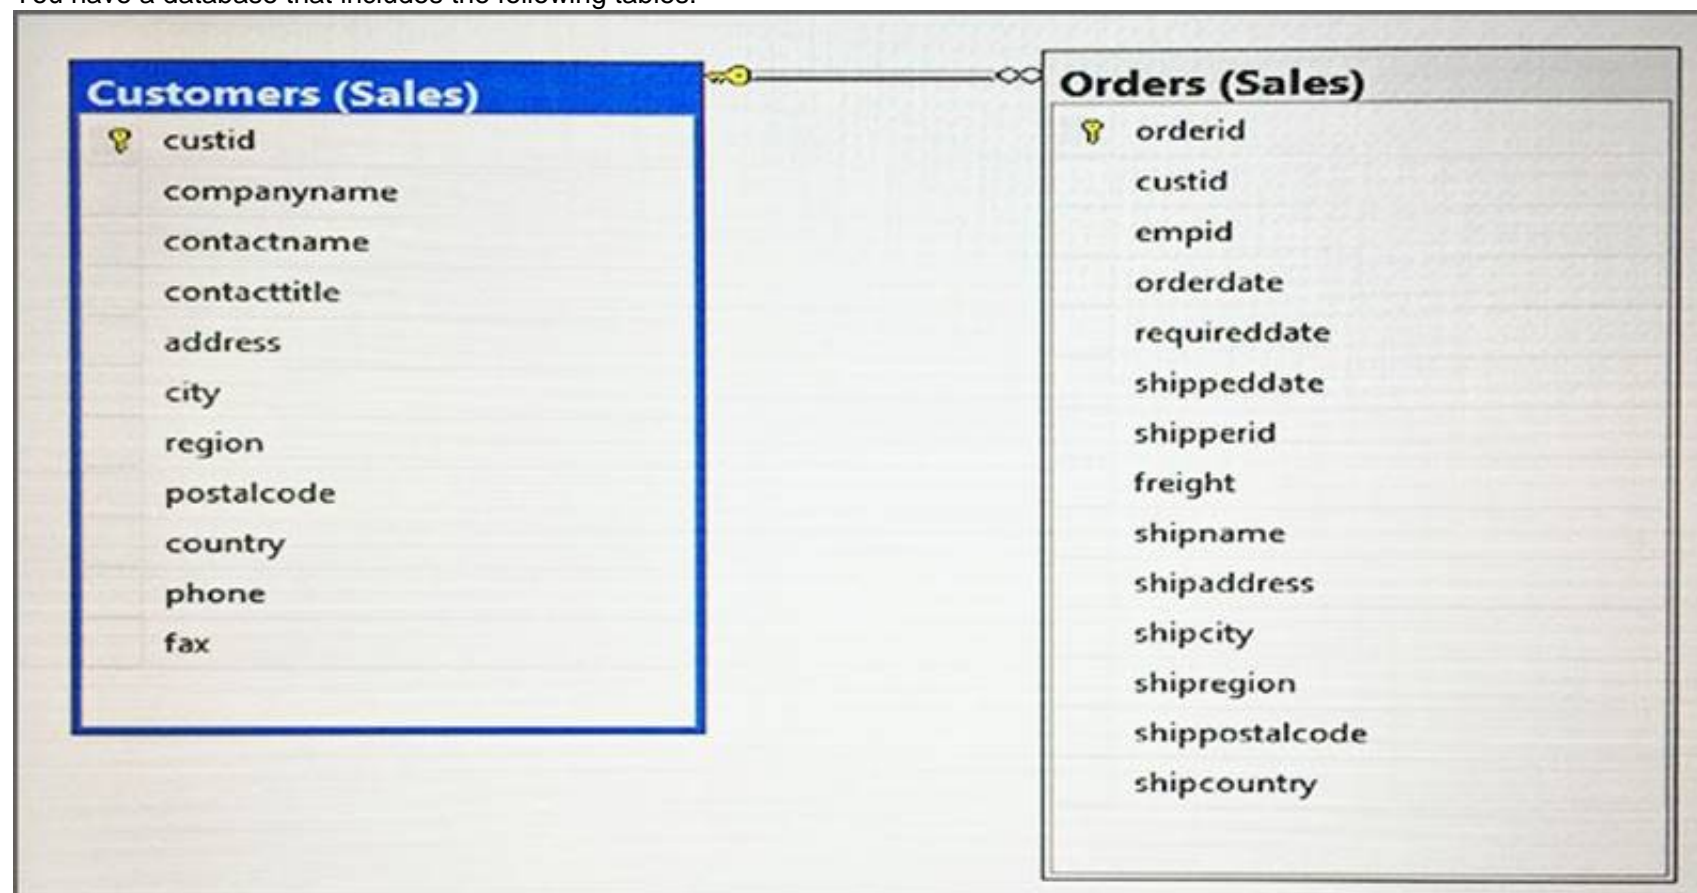 You have a database that includes the following tables.
Customers (Sales)
custid
companyname
contactname
contacttitle
address
city
region
postalcode
country
phone
fax
Orders (Sales)
orderid
custid
empid
orderdate
requireddate
shippeddate
shipperid
freight
shipname
shipaddress
shipcity
shipregion
shippostalcode
shipcountry